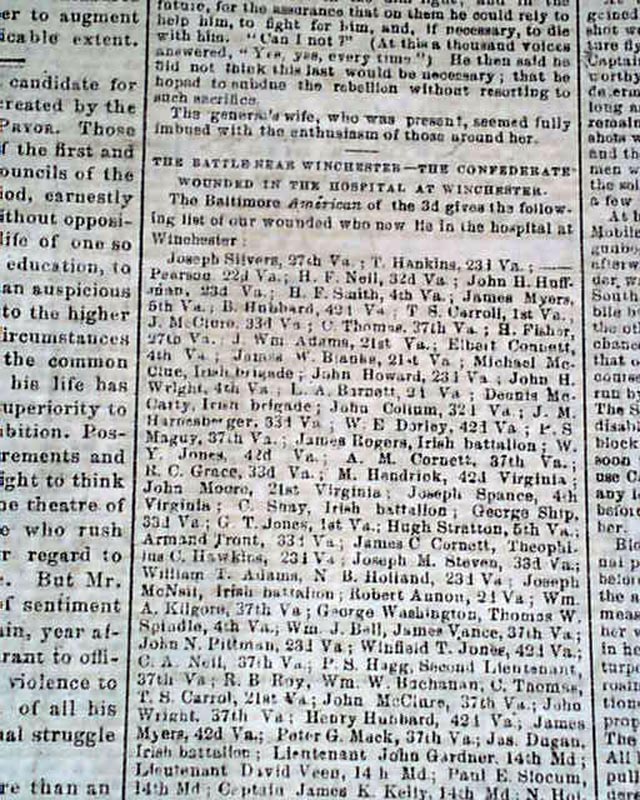 er to augment
icable extent.
candidate for
created by the
PRYOR. Those
f the first and
ouncils of the
iod, earnestly
ithout opposi-
life of one so
education, to
an auspicious
to the higher
ircumstances
the common
his life has
uperiority to
bition. Pos-
rements and
ight to think
he theatre of
e who rush
r regard to
e. But Mr.
of sentiment
ain, year af-
rant to offi-
violence to
of all his
nal struggle
re than an
future, for the assurance that on them he could rely to
help him, to fight for him, and, if necessary, to die
with him. "Can I not?" (At this a thousand voices
answered, "Yes, yes, every time") He then said he
did not think this last would be necessary; that he
hoped to subdue the rebellion without resorting to
such sacrifice.
The general's wife, who was present, seemed fully
imbued with the enthusiasm of those around her.
THE BATTLE NEAR WINCHESTER—THE CONFEDERATE
WOUNDED IN THE HOSPITAL AT WINCHESTER.
The Baltimore American of the 3d gives the follow-
ing list of our wounded who now lie in the hospital at
Winchester:
Joseph Silvers, 27th Va.; T. Hankins, 23d Va.; ——
Pearson, 22d Va.; H. F. Neil, 32d Va.; John H. Huff-
man, 23d Va.; H. F. Smith, 4th Va.; James Myers,
5th Va.; B. Hubbard, 42d Va; T S. Carroll, 1st Va.,
J. McClure, 33d Va; C. Thomas, 37th Va.; H. Fisher,
27th Va. J. Wm Adams, 21st Va.; Elbert Connett,
4th Va; James W. Blanks, 21st Va; Michael Mc-
Clue, Irish brigade; John Howard, 23d Va; John H.
Wright, 4th Va; L. A. Barnett, 2d Va; Dennis Mc-
Carty, Irish brigade; John Collum, 32d Va; J. M.
33d Va; W. E Dorley, 42d Va; P. S
Maguy, 37th Va.; James Rogers, Irish battalion; W.
Y. Jones, 42d Va.; A. M. Cornett, 37th Va.;
R. C. Grace, 33d Va.; M. Hendrick, 42d Virginia;
John Moore, 21st Virginia; Joseph Spance, 4th
Virginia; C. Shay, Irish battalion; George Ship,
33d Va; G. T. Jones, 1st Va.; Hugh Stratton, 5th Va.;
Armand Front, 33d Va; James C Cornett, Theophi-
lus C. Hawkins, 23d Va; Joseph M. Steven, 33d Va;
William T. Adams, N B. Holland, 23d Va; Joseph
McNail, Irish battalion; Robert Aunon, 2d Va; Wm
A. Kilgore, 37th Va; George Washington, Thomas W.
Spindle, 4th Va.; Wm. J. Bell, James Vance, 37th Va.;
John N. Pittman, 23d Va; Winfield T. Jones, 42d Va;
C. A. Neil, 37th Va.; P. S. Hagg, Second Lieutenant,
37th Va; R. B Roy, Wm. W. Buchanan, C. Thomas,
T. S. Carrol, 21st Va; John McClure, 37th Va; John
Wright, 37th Va; Henry Hubbard, 42d Va; James
Myers, 42d Va; Peter G. Mack, 37th Va; Jas. Dugan,
Irish battalion; Lieutenant John Gardner, 14th Md;
Lieutenant David Veen, 14th Md; Paul E. Slocum,
14th Md; Captain James K. Kelly, 14th Md; N. Hol